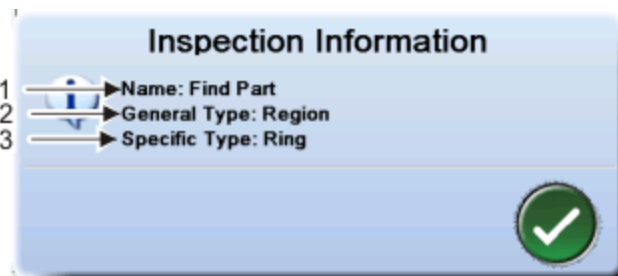 Inspection Information
1 Name: Find Part
2 General Type: Region
3 Specific Type: Ring